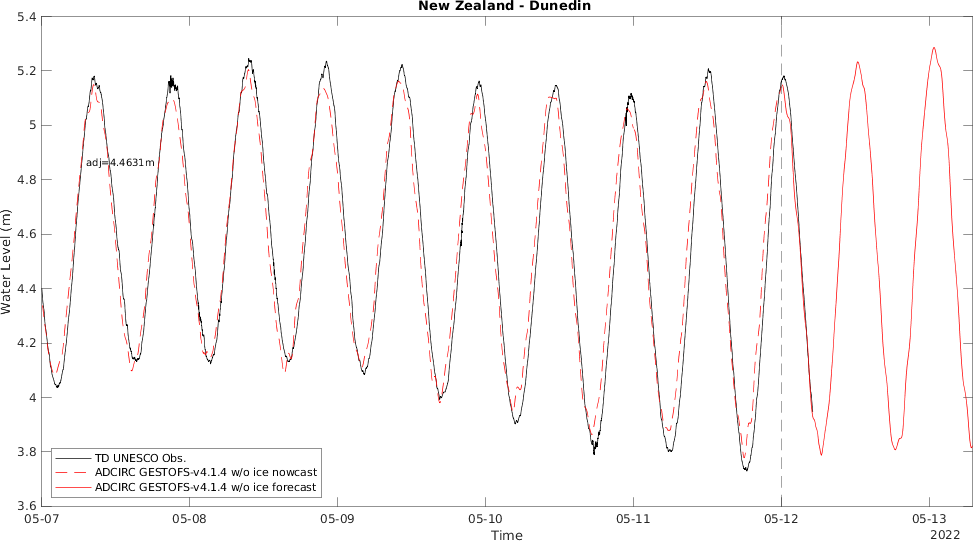 New Zealand - Dunedin
5.4
5.2
5
4.8
4.6
4.4
4.2
4
3.8
3.6
Water Level (m)
adj=4.4631m
TD UNESCO Obs.
ADCIRC GESTOFS-v4.1.4 w/o ice nowcast
ADCIRC GESTOFS-v4.1.4 w/o ice forecast
05-07 05-08 05-09 05-10 05-11 05-12 05-13
Time
2022